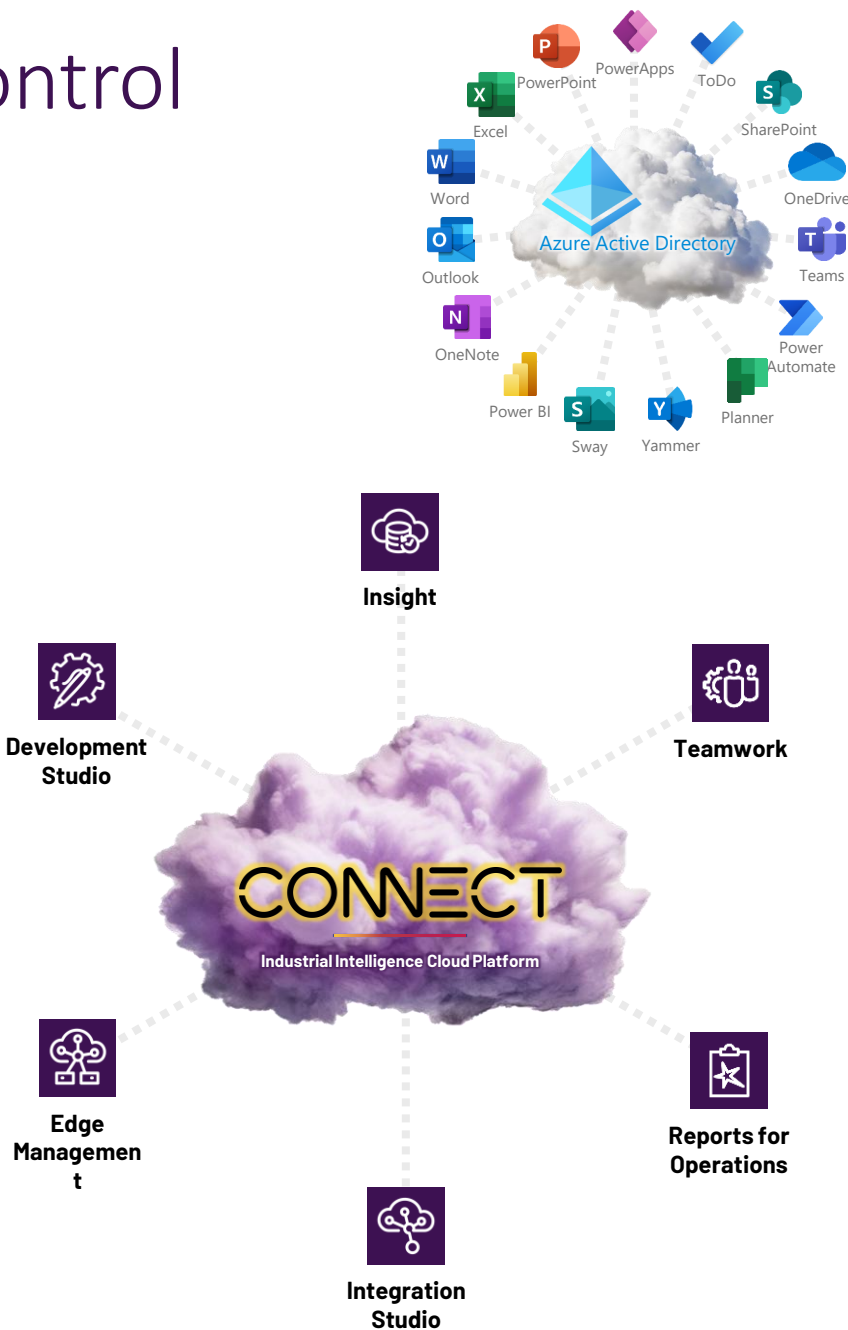 ontrol
PowerPoint
PowerApps
ToDo
Excel
SharePoint
Word
OneDrive
Azure Active Directory
Outlook
Teams
OneNote
Power
Automate
Power BI
Planner
Sway
Yammer
Insight
Development
Studio
Teamwork
CONNECT
Industrial Intelligence Cloud Platform
Edge
Managemen
t
Reports for
Operations
Integration
Studio